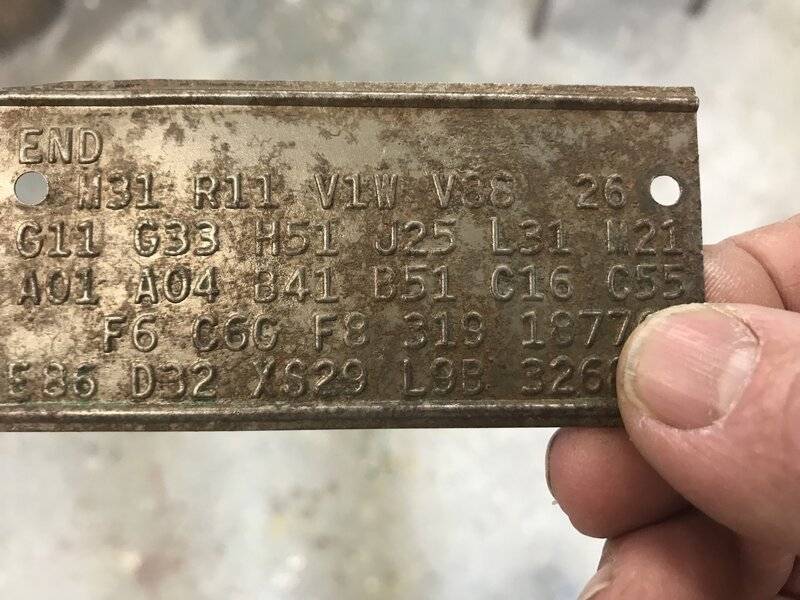 END
M31 R11 V1W V88 26
G11 G33 H51 J25 L31 M21
A01 A04 B41 B51 C16 C55
F6 C6G F8 319
E86 D32 XS29 L9B